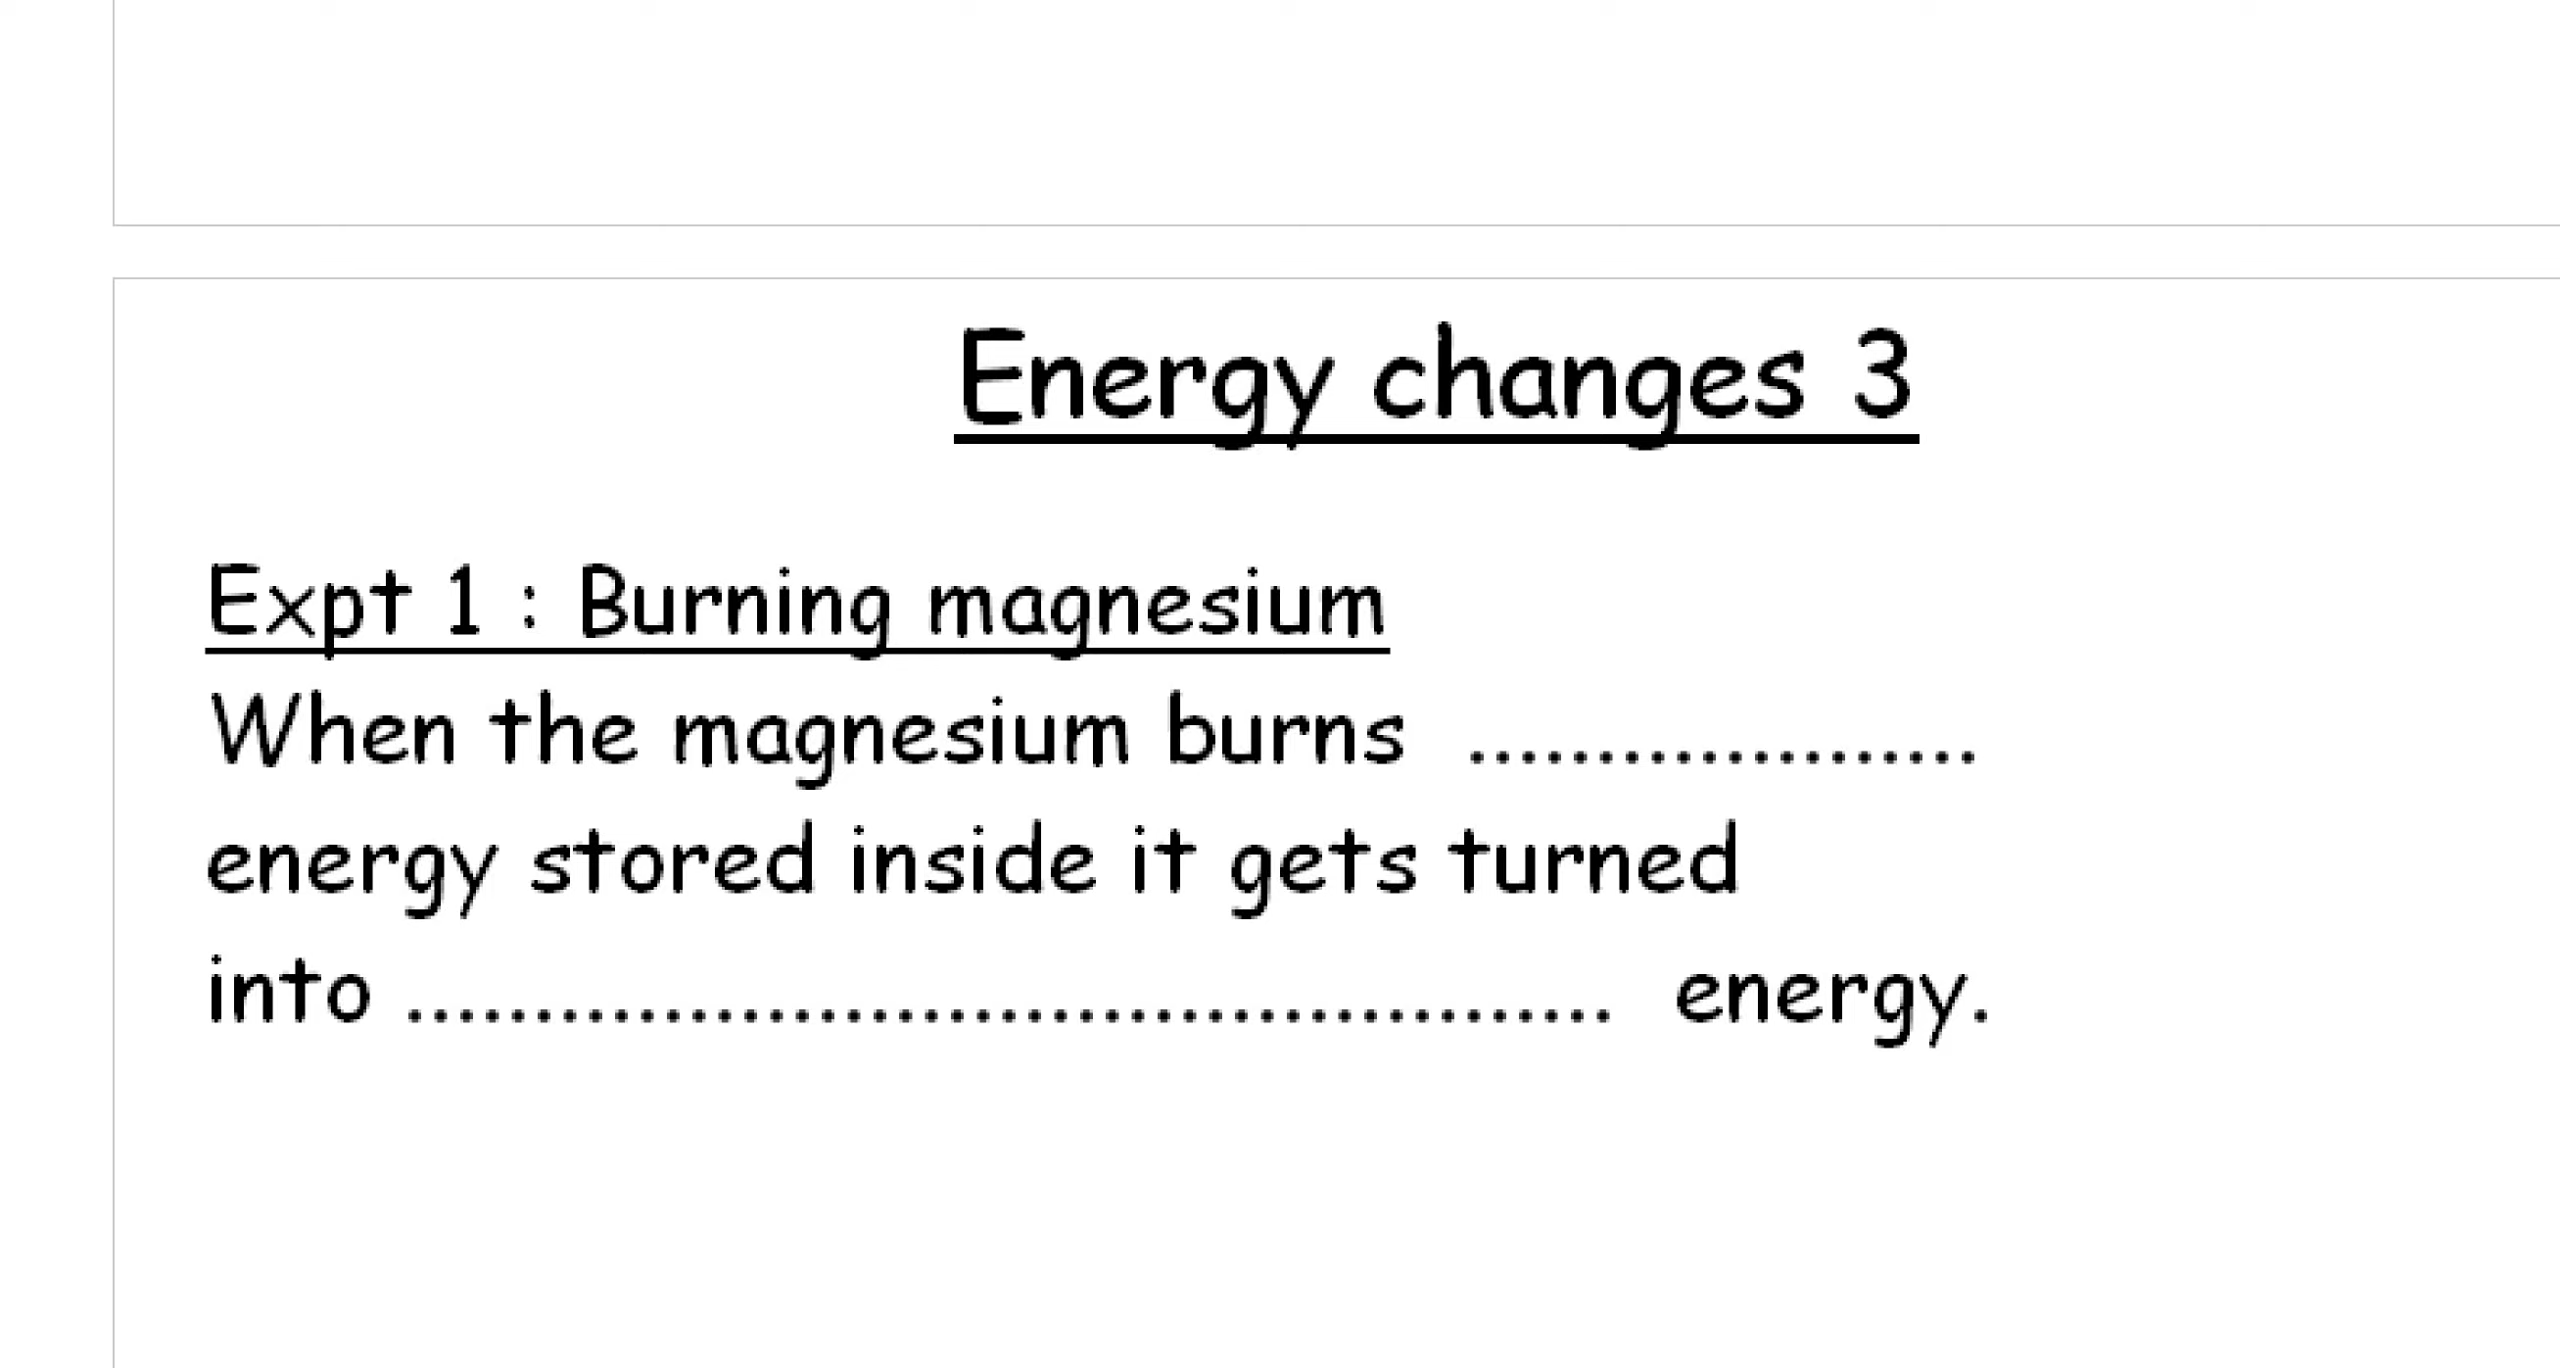 Energy changes 3
Expt 1 : Burning magnesium
When the magnesium burns ....................
energy stored inside it gets turned
into ............................................... energy.